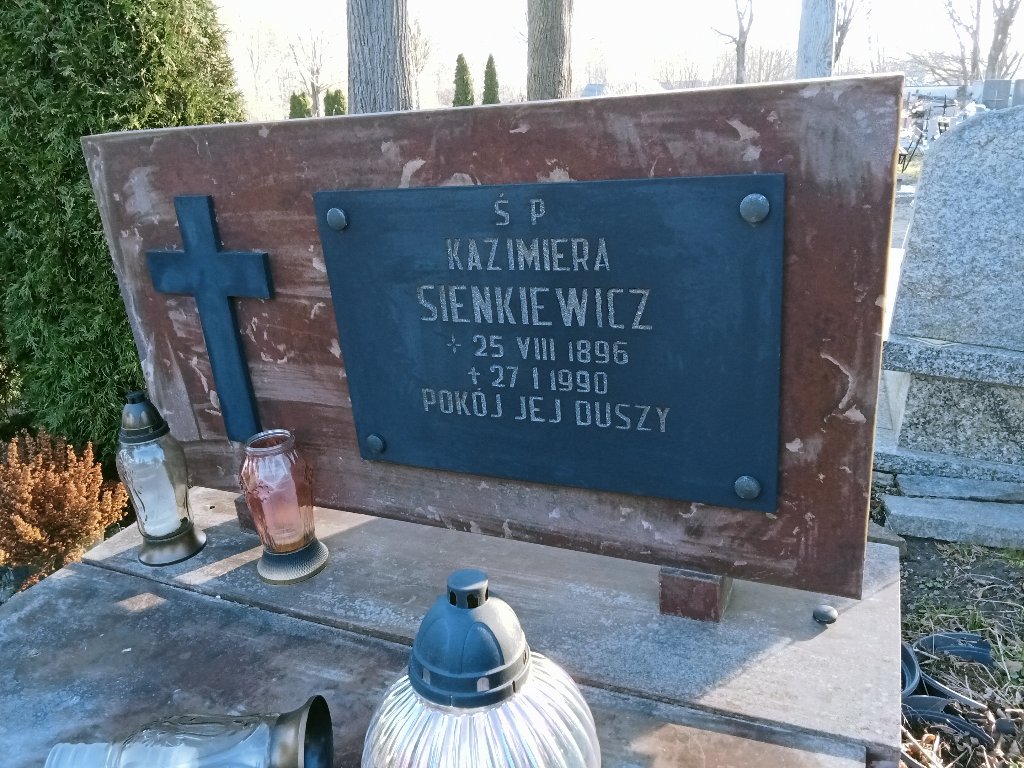 Ś P
KAZIMIERA
SIENKIEWICZ
25 VIII 1896
✝ 27 I 1990
POKÓJ JEJ DUSZY